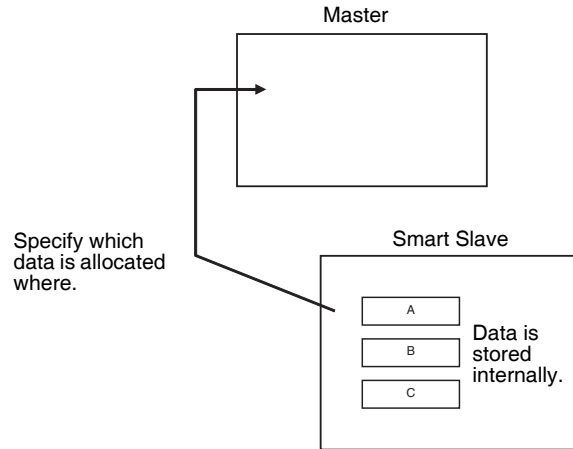 Master
Specify which
data is allocated
where.
Smart Slave
A
B
C
Data is
stored
internally.